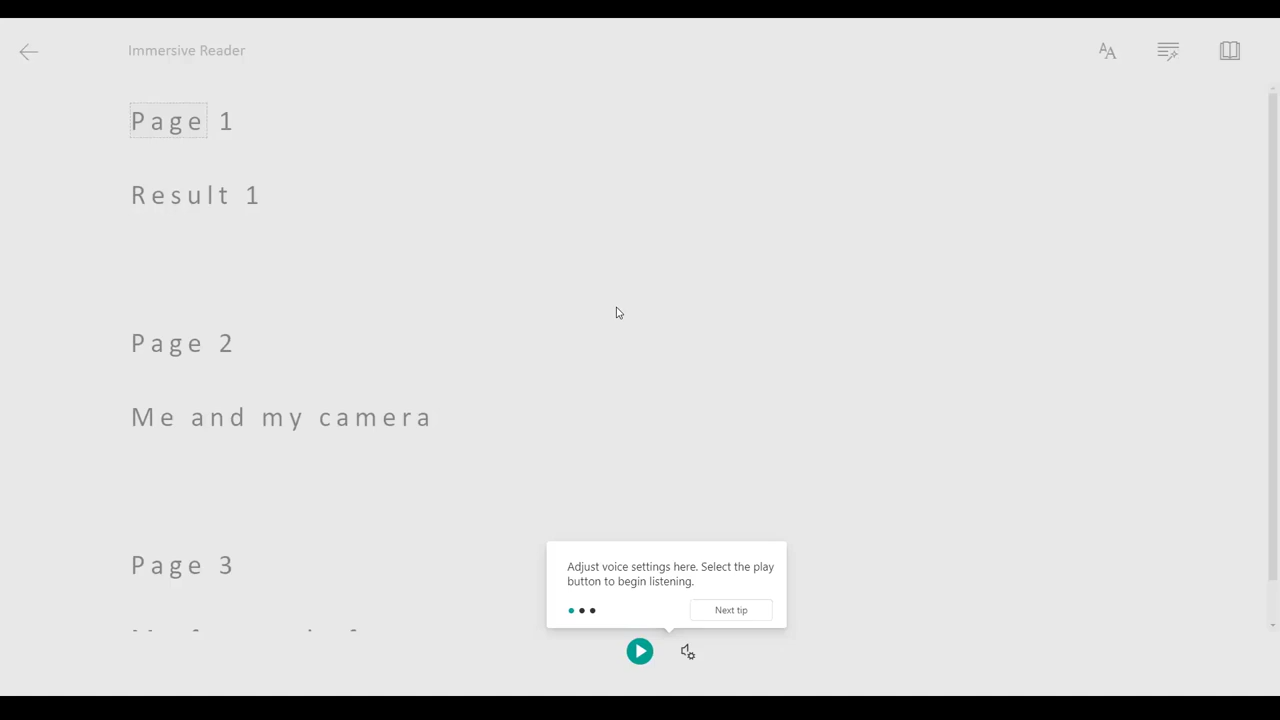 Immersive Reader
Page 1
Result 1
Page 2
Me and my camera
Page 3
Adjust voice settings here. Select the play
button to begin listening.
Next tip